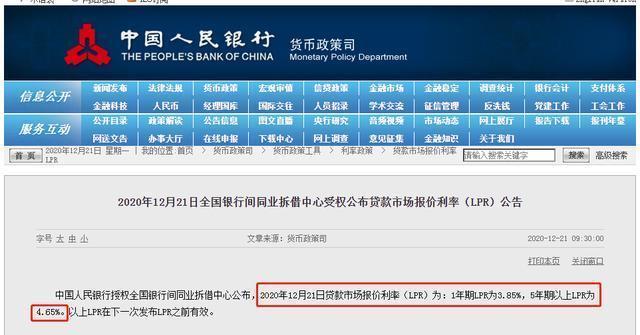 中国人民银行 货币政策司
THE PEOPLE'S BANK OF CHINA Monetary Policy Department
信息公开 新闻发布 法律法规 货币政策 宏观审慎 信贷政策 金融市场 金融稳定 调查统计 银行会计 支付体系
金融科技 人民币 经理国库 国际交往 人员招录 学术交流 征信管理 反洗钱 党建工作 工会工作
服务互动 公开目录 政策解读 公告信息 图文直播 央行研究 音频视频 市场动态 网上展厅 报告下载 报刊年鉴
网送文告 办事大厅 在线申报 下载中心 网上调查 意见征集 金融知识 关于我们
首页 2020年12月21日 星期一 | 我的位置:首页 > 货币政策司 > 货币政策工具 > 利率政策 > 贷款市场报价利率 请输入搜索关键字 搜索 高级搜索
LPR
2020年12月21日全国银行间同业拆借中心受权公布贷款市场报价利率（LPR）公告
字号 大 中 小 文章来源：货币政策司 2020-12-21 09:30:00
打印本页 关闭窗口
中国人民银行授权全国银行间同业拆借中心公布，2020年12月21日贷款市场报价利率（LPR）为：1年期LPR为3.85%，5年期以上LPR为
4.65%。以上LPR在下一次发布LPR之前有效。